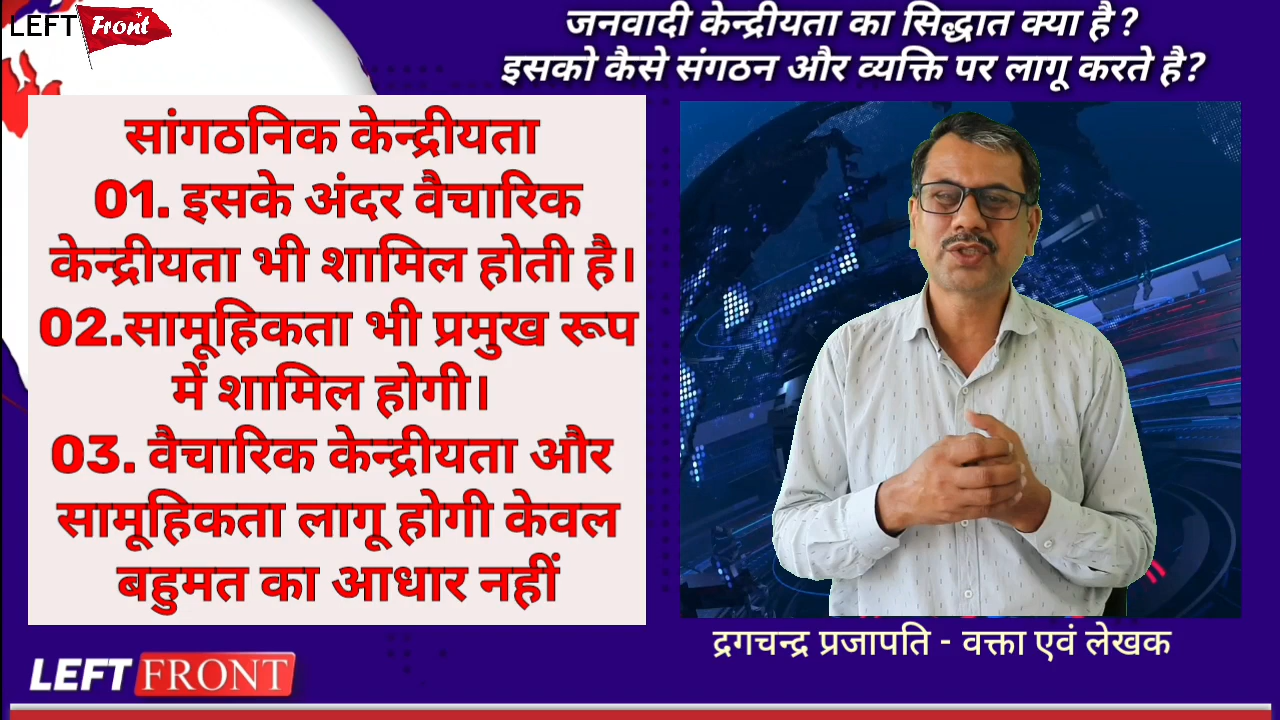 LEFT Front
जनवादी केन्द्रीयता का सिद्धात क्या है ?
इसको कैसे संगठन और व्यक्ति पर लागू करते है?
सांगठनिक केन्द्रीयता
01. इसके अंदर वैचारिक
केन्द्रीयता भी शामिल होती है।
02.सामूहिकता भी प्रमुख रूप
में शामिल होगी।
03. वैचारिक केन्द्रीयता और
सामूहिकता लागू होगी केवल
बहुमत का आधार नहीं
द्रगचन्द्र प्रजापति - वक्ता एवं लेखक
LEFT FRONT